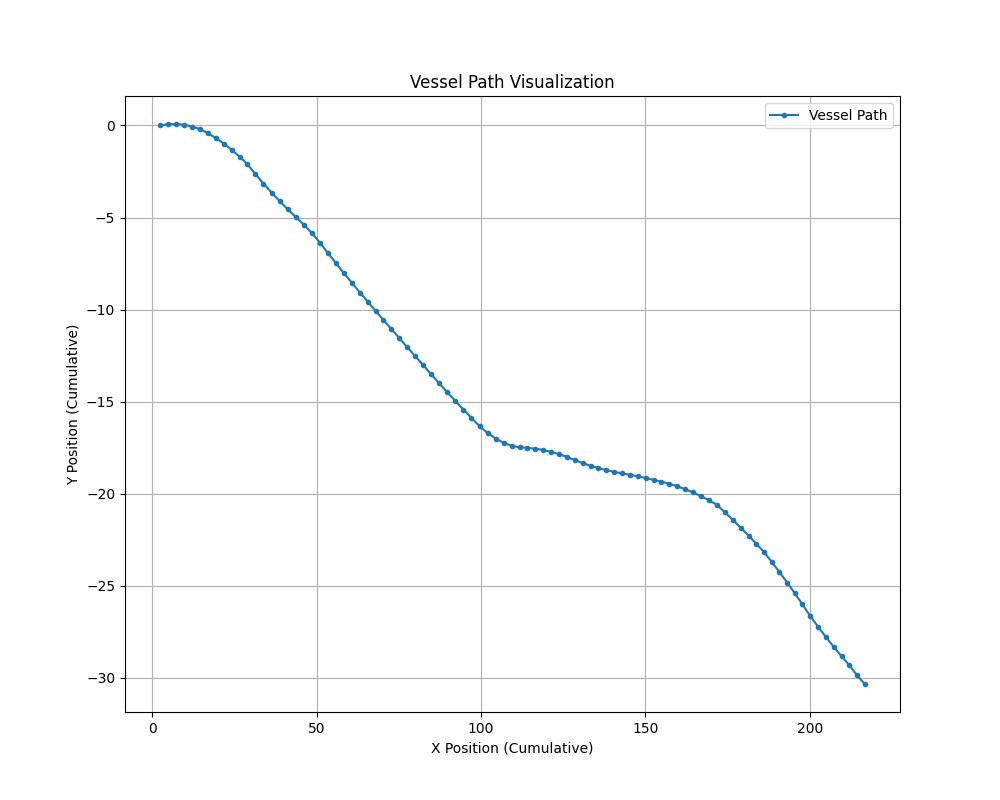 Vessel Path Visualization
Vessel Path
0
−5
−10
−15
−20
−25
−30
Y Position (Cumulative)
0 50 100 150 200
X Position (Cumulative)